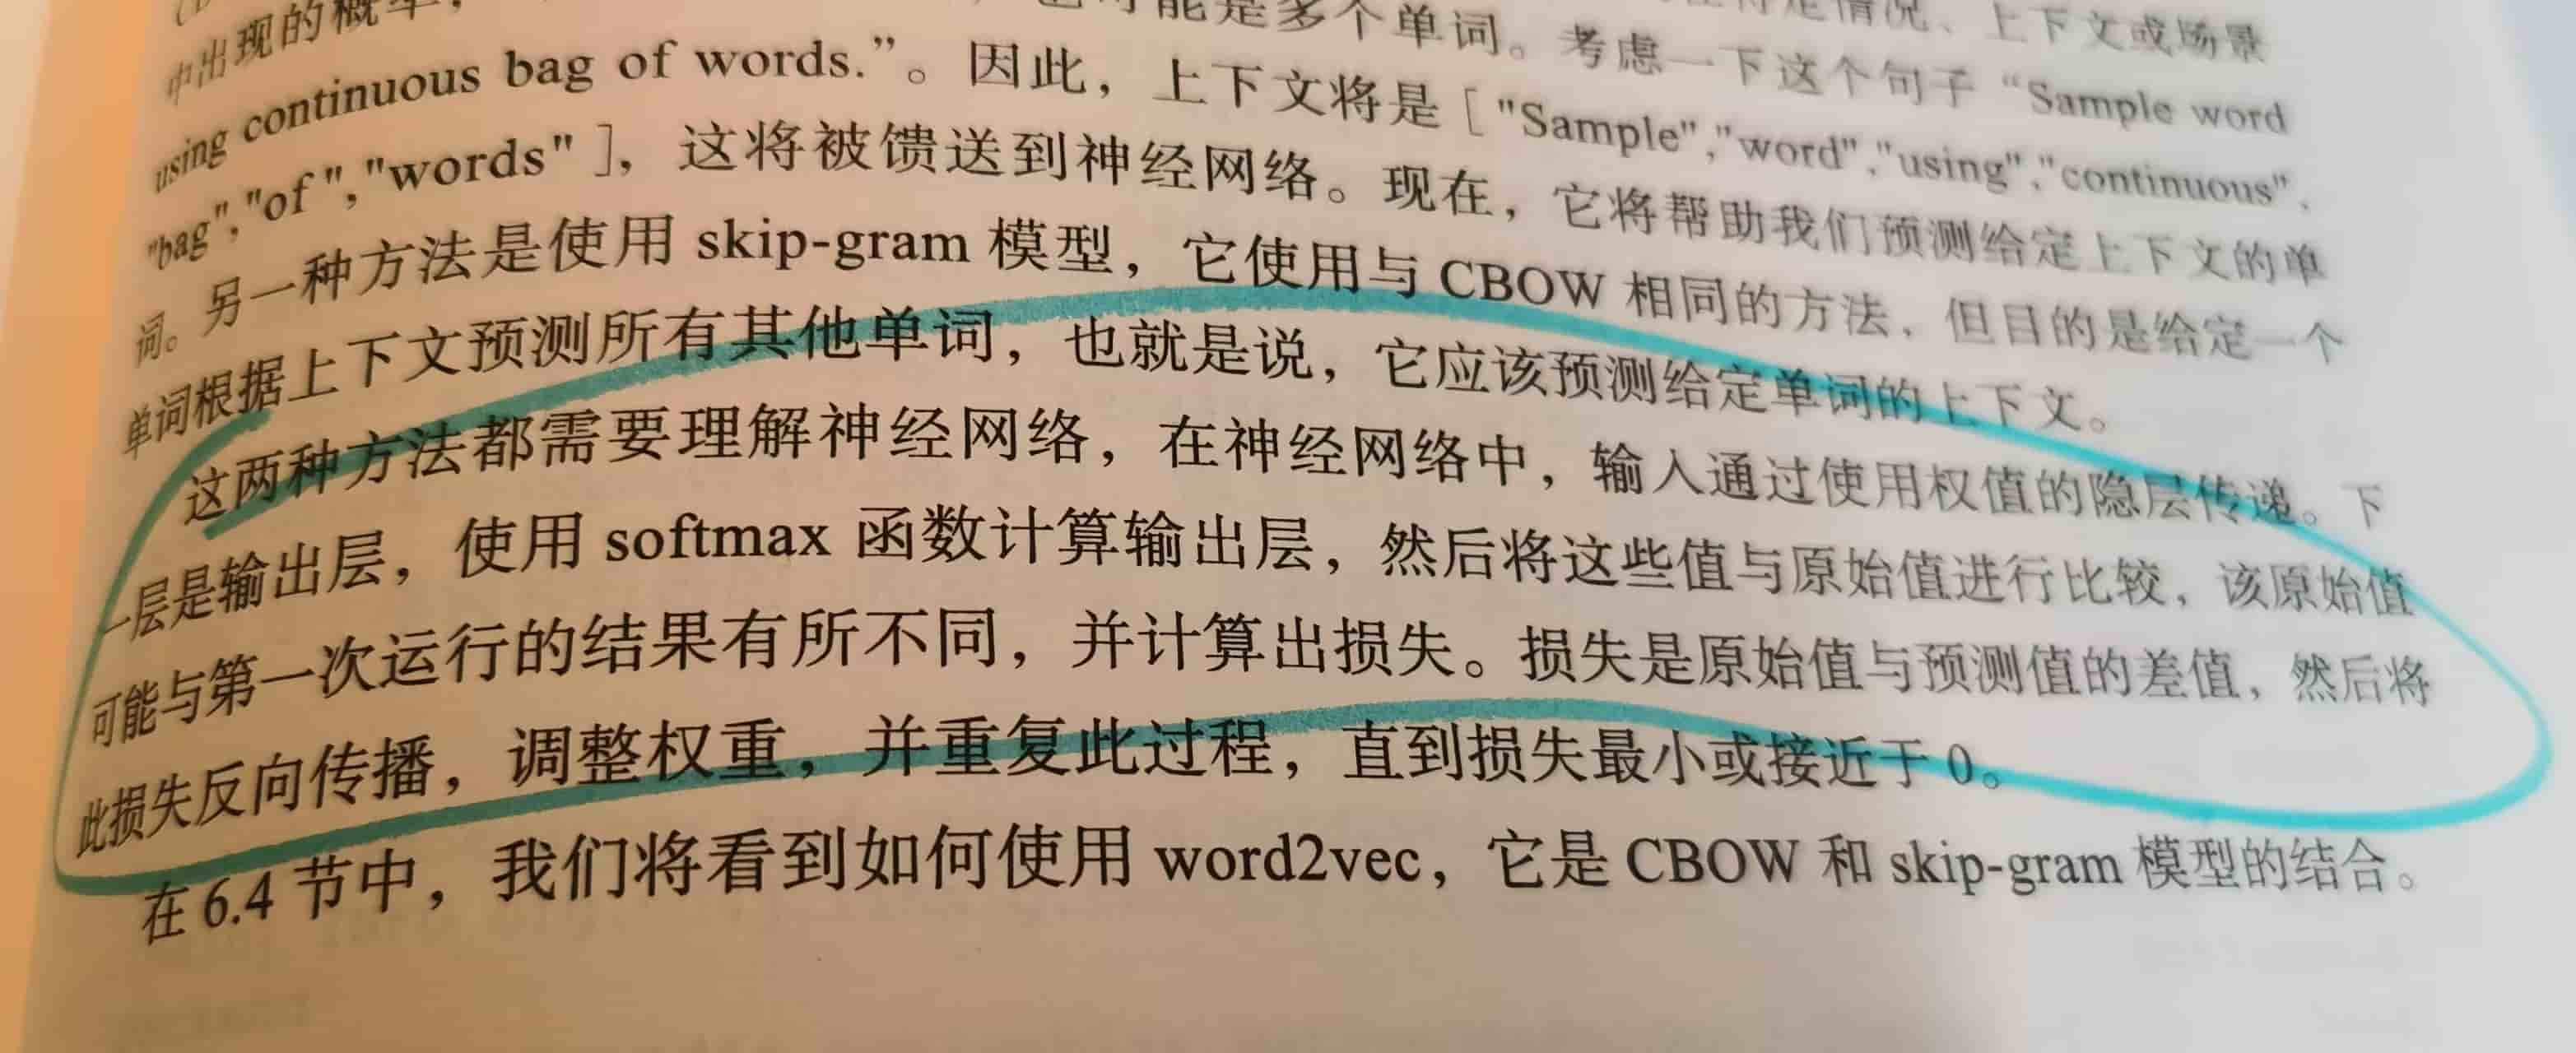 中出现的概率，
也可能是多个单词。考虑一下这个句子“Sample word
using continuous bag of words.”。因此，上下文将是［"Sample","word","using","continuous",
"bag","of","words"］，这将被馈送到神经网络。现在，它将帮助我们预测给定上下文的单
词。另一种方法是使用 skip-gram 模型，它使用与 CBOW 相同的方法，但目的是给定一个
单词根据上下文预测所有其他单词，也就是说，它应该预测给定单词的上下文。
这两种方法都需要理解神经网络，在神经网络中，输入通过使用权值的隐层传递。下
一层是输出层，使用 softmax 函数计算输出层，然后将这些值与原始值进行比较，该原始值
可能与第一次运行的结果有所不同，并计算出损失。损失是原始值与预测值的差值，然后将
此损失反向传播，调整权重，并重复此过程，直到损失最小或接近于 0。
在 6.4 节中，我们将看到如何使用 word2vec，它是 CBOW 和 skip-gram 模型的结合。